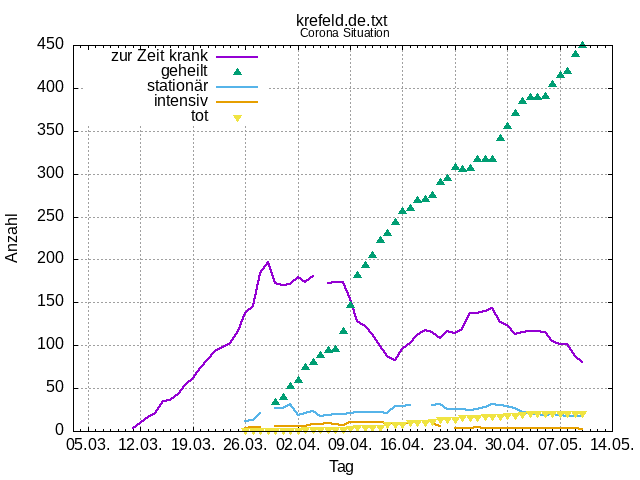 krefeld.de.txt
Corona Situation
zur Zeit krank
geheilt
stationär
intensiv
tot
Anzahl
450
400
350
300
250
200
150
100
50
0
05.03. 12.03. 19.03. 26.03. 02.04. 09.04. 16.04. 23.04. 30.04. 07.05. 14.05.
Tag